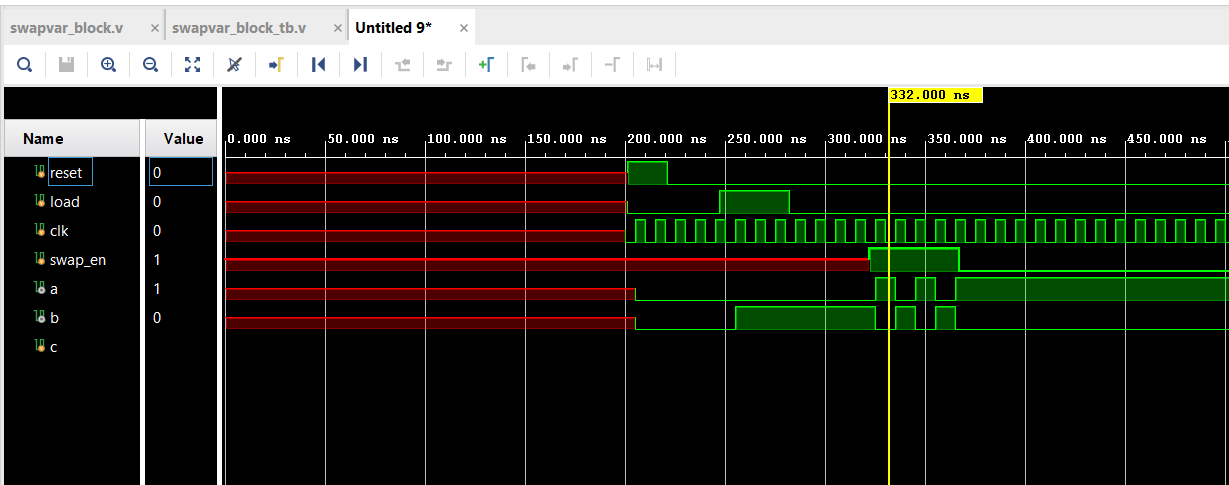 swapvar_block.v × swapvar_block_tb.v × Untitled 9* ×
332.000 ns
Name Value
0.000 ns 50.000 ns 100.000 ns 150.000 ns 200.000 ns 250.000 ns 300.000 ns 350.000 ns 400.000 ns 450.000 ns
reset 0
load 0
clk 0
swap_en 1
a 1
b 0
c